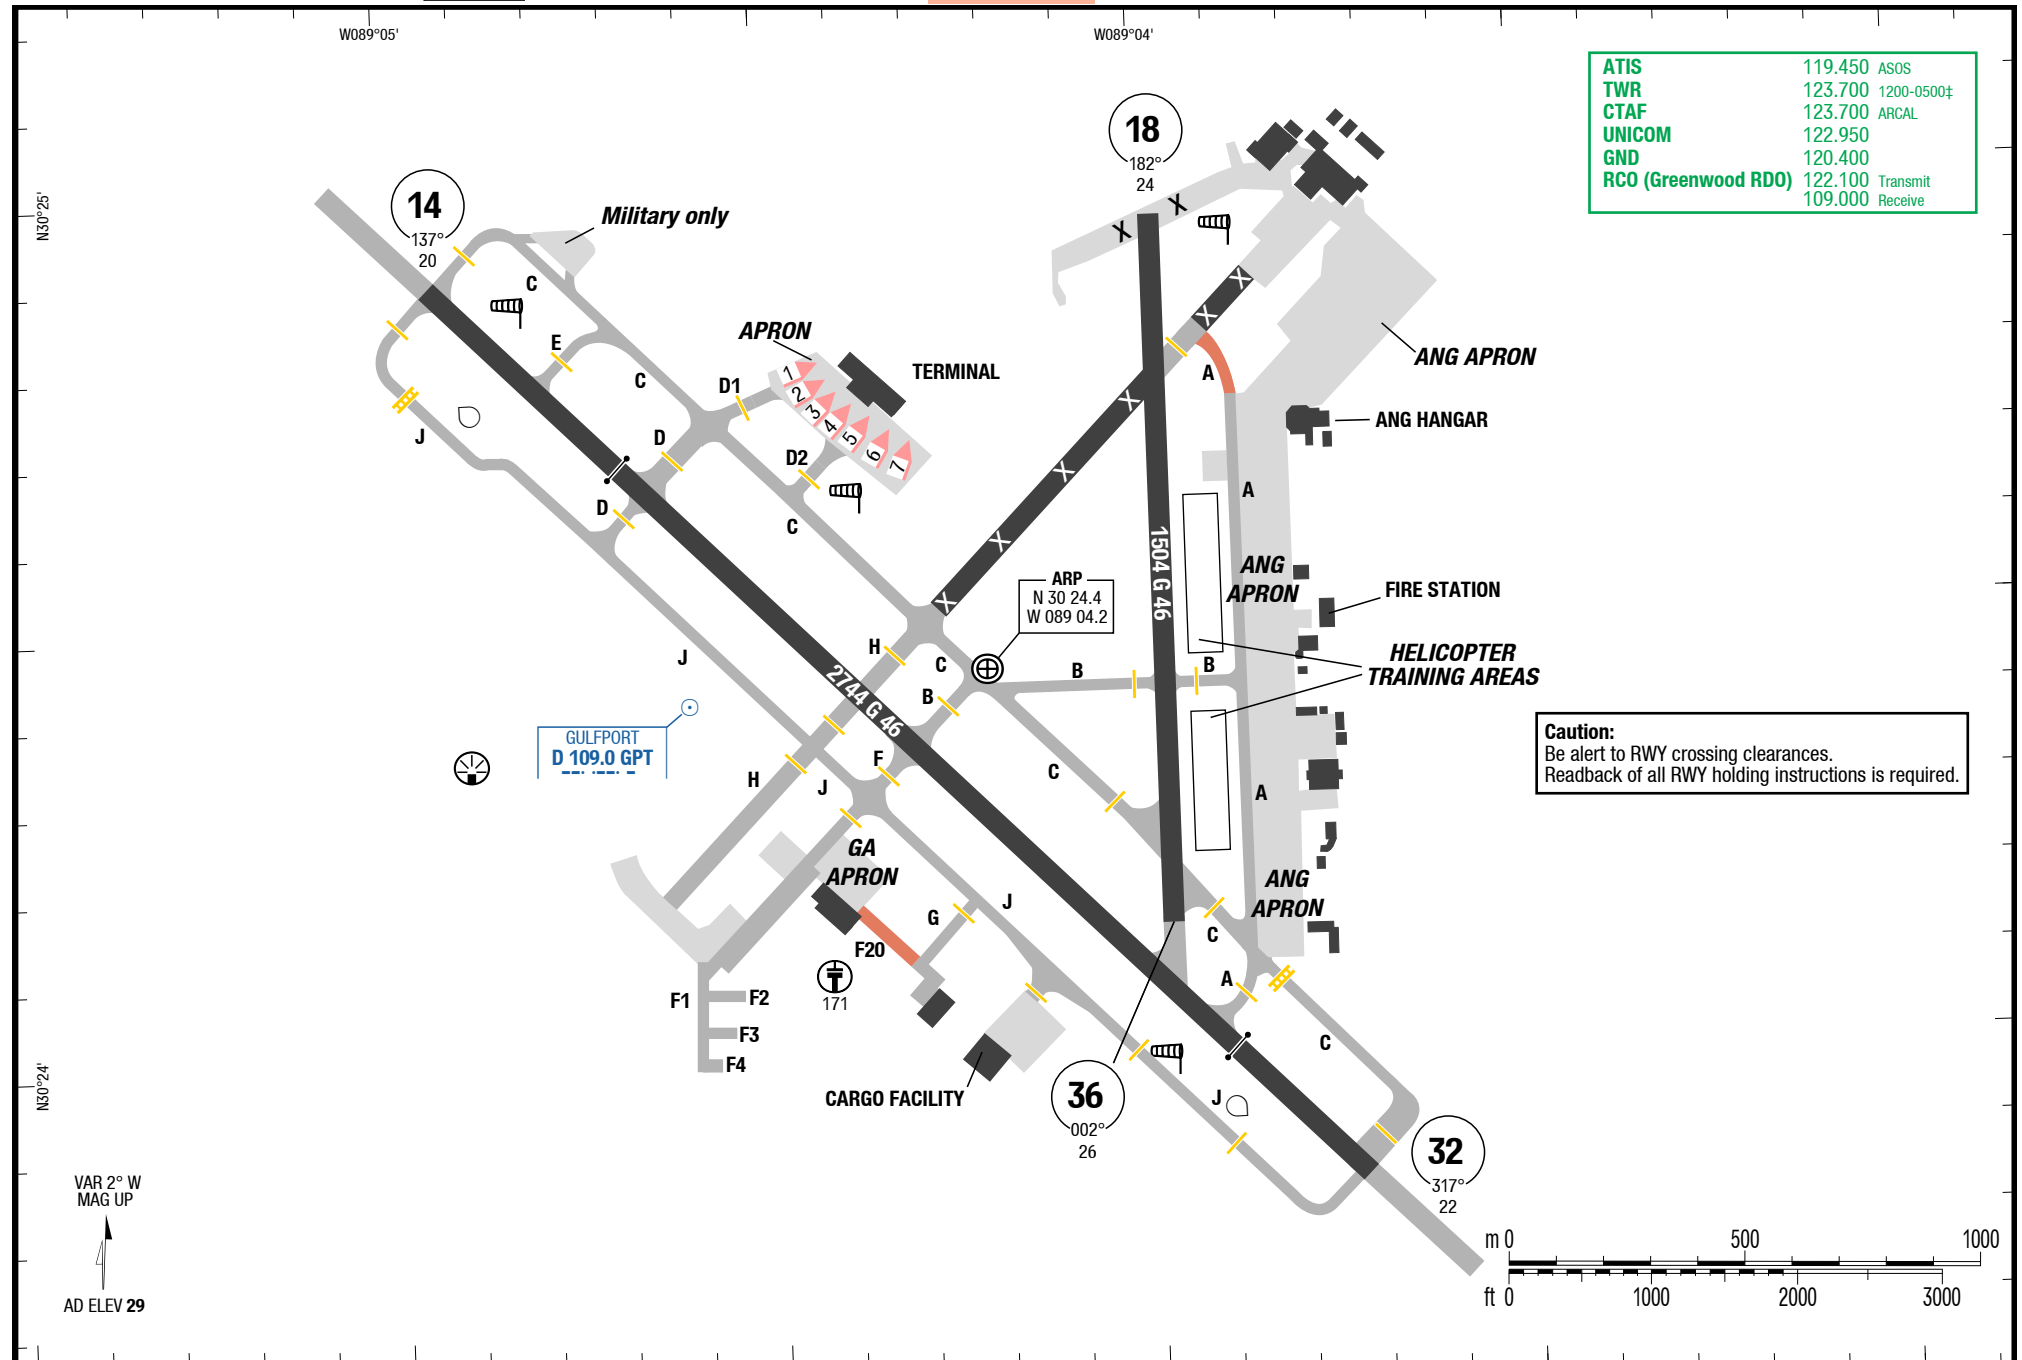 W089°05'
W089°04'
ATIS 119.450 ASOS
TWR 123.700 1200-0500‡
CTAF 123.700 ARCAL
UNICOM 122.950
GND 120.400
RCO (Greenwood RDO) 122.100 Transmit
109.000 Receive
18
182°
24
14
137°
20
N30°25'
Military only
C
E
APRON
TERMINAL
C
D1
1
2
3
4
5
6
7
X
X
X
X
X
X
X
X
X
A
ANG APRON
ANG HANGAR
J
D
D2
D
C
A
1504 G 46
ANG
APRON
FIRE STATION
ARP
N 30 24.4
W 089 04.2
H
C
B
B
B
HELICOPTER
TRAINING AREAS
J
2744 G 46
GULFPORT
D 109.0 GPT
F
H
J
C
A
Caution:
Be alert to RWY crossing clearances.
Readback of all RWY holding instructions is required.
GA
APRON
ANG
APRON
G
J
F20
C
A
171
F1
F2
F3
F4
C
CARGO FACILITY
36
002°
26
J
32
317°
22
N30°24'
VAR 2° W
MAG UP
AD ELEV 29
m 0 500 1000
ft 0 1000 2000 3000